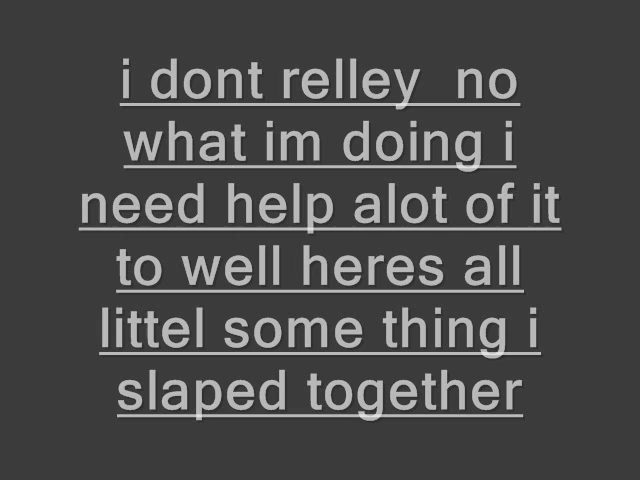 i dont relley  no
what im doing i
need help alot of it
to well heres all
littel some thing i
slaped together